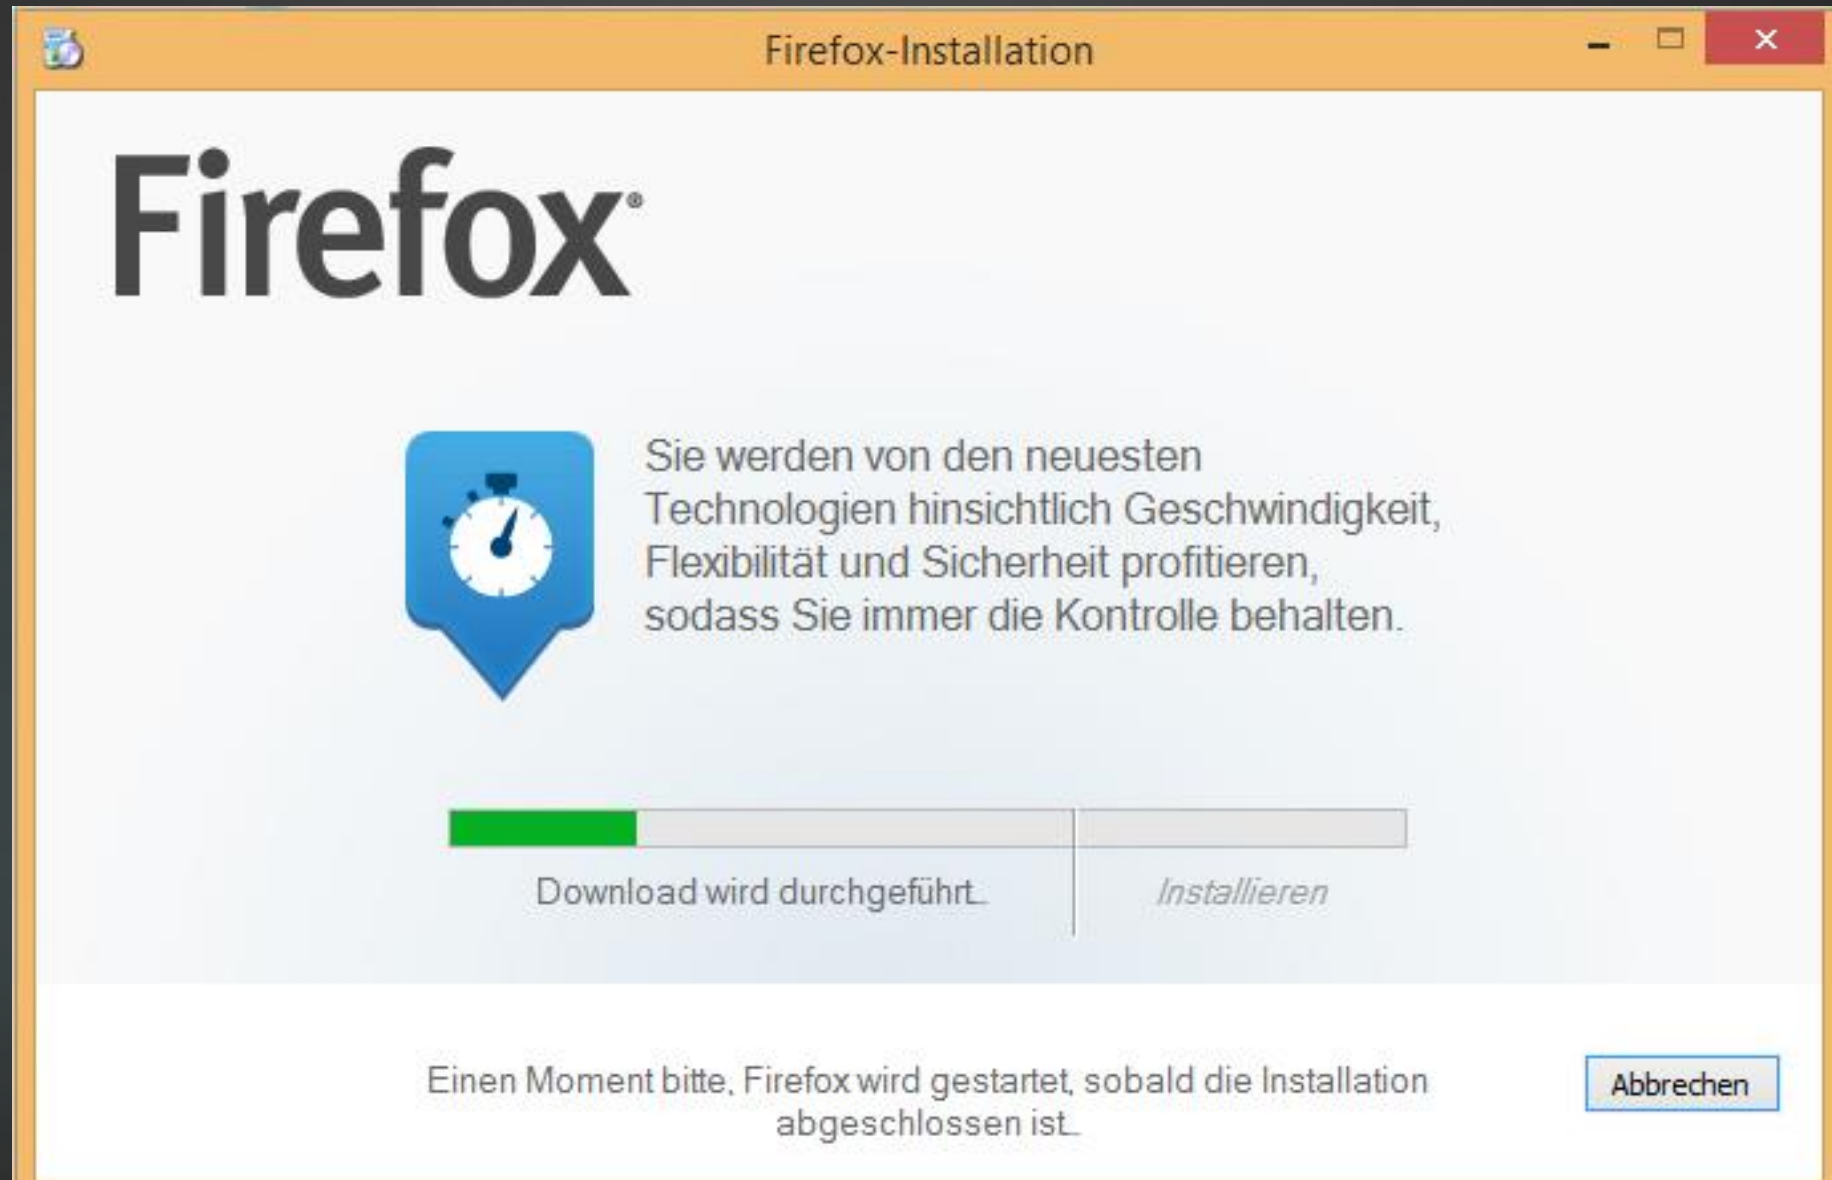 Firefox-Installation
Firefox®
Sie werden von den neuesten
Technologien hinsichtlich Geschwindigkeit,
Flexibilität und Sicherheit profitieren,
sodass Sie immer die Kontrolle behalten.
Download wird durchgeführt...
Installieren
Einen Moment bitte, Firefox wird gestartet, sobald die Installation
abgeschlossen ist...
Abbrechen